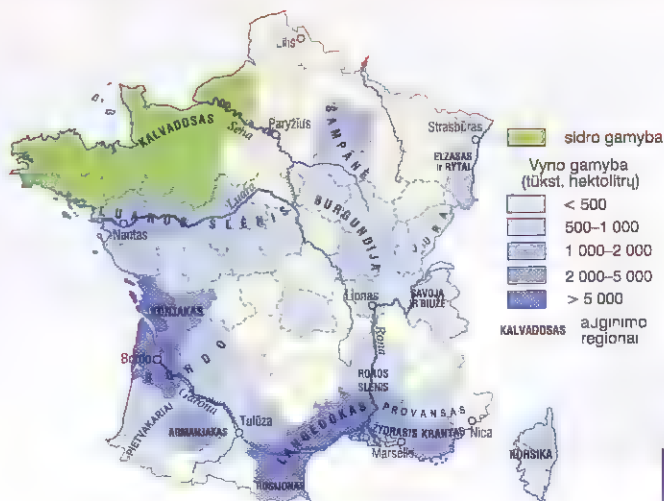 Lilis
KALVADOSAS
Sena
Paryžius
ŠAMPANĖ
Strasbūras
ELZASAS
ir RYTAI
LUAROS SLĖNIS
Luara
Nantas
BURGUNDIJA
JURA
KONJAKAS
Lionas
SAVOJA
IR BIUŽĖ
Bordo
BORDO
Rona
RONOS
SLĖNIS
Garona
PIETVAKARIAI
ARMANJAKAS
Tulūza
LANGEDOKAS
PROVANSAS
ŽYDRASIS KRANTAS
Nica
Marselis
RUSIJONAS
KORSIKA
sidro gamyba
Vyno gamyba
(tūkst. hektolitrų)
< 500
500–1 000
1 000–2 000
2 000–5 000
> 5 000
KALVADOSAS auginimo
regionai